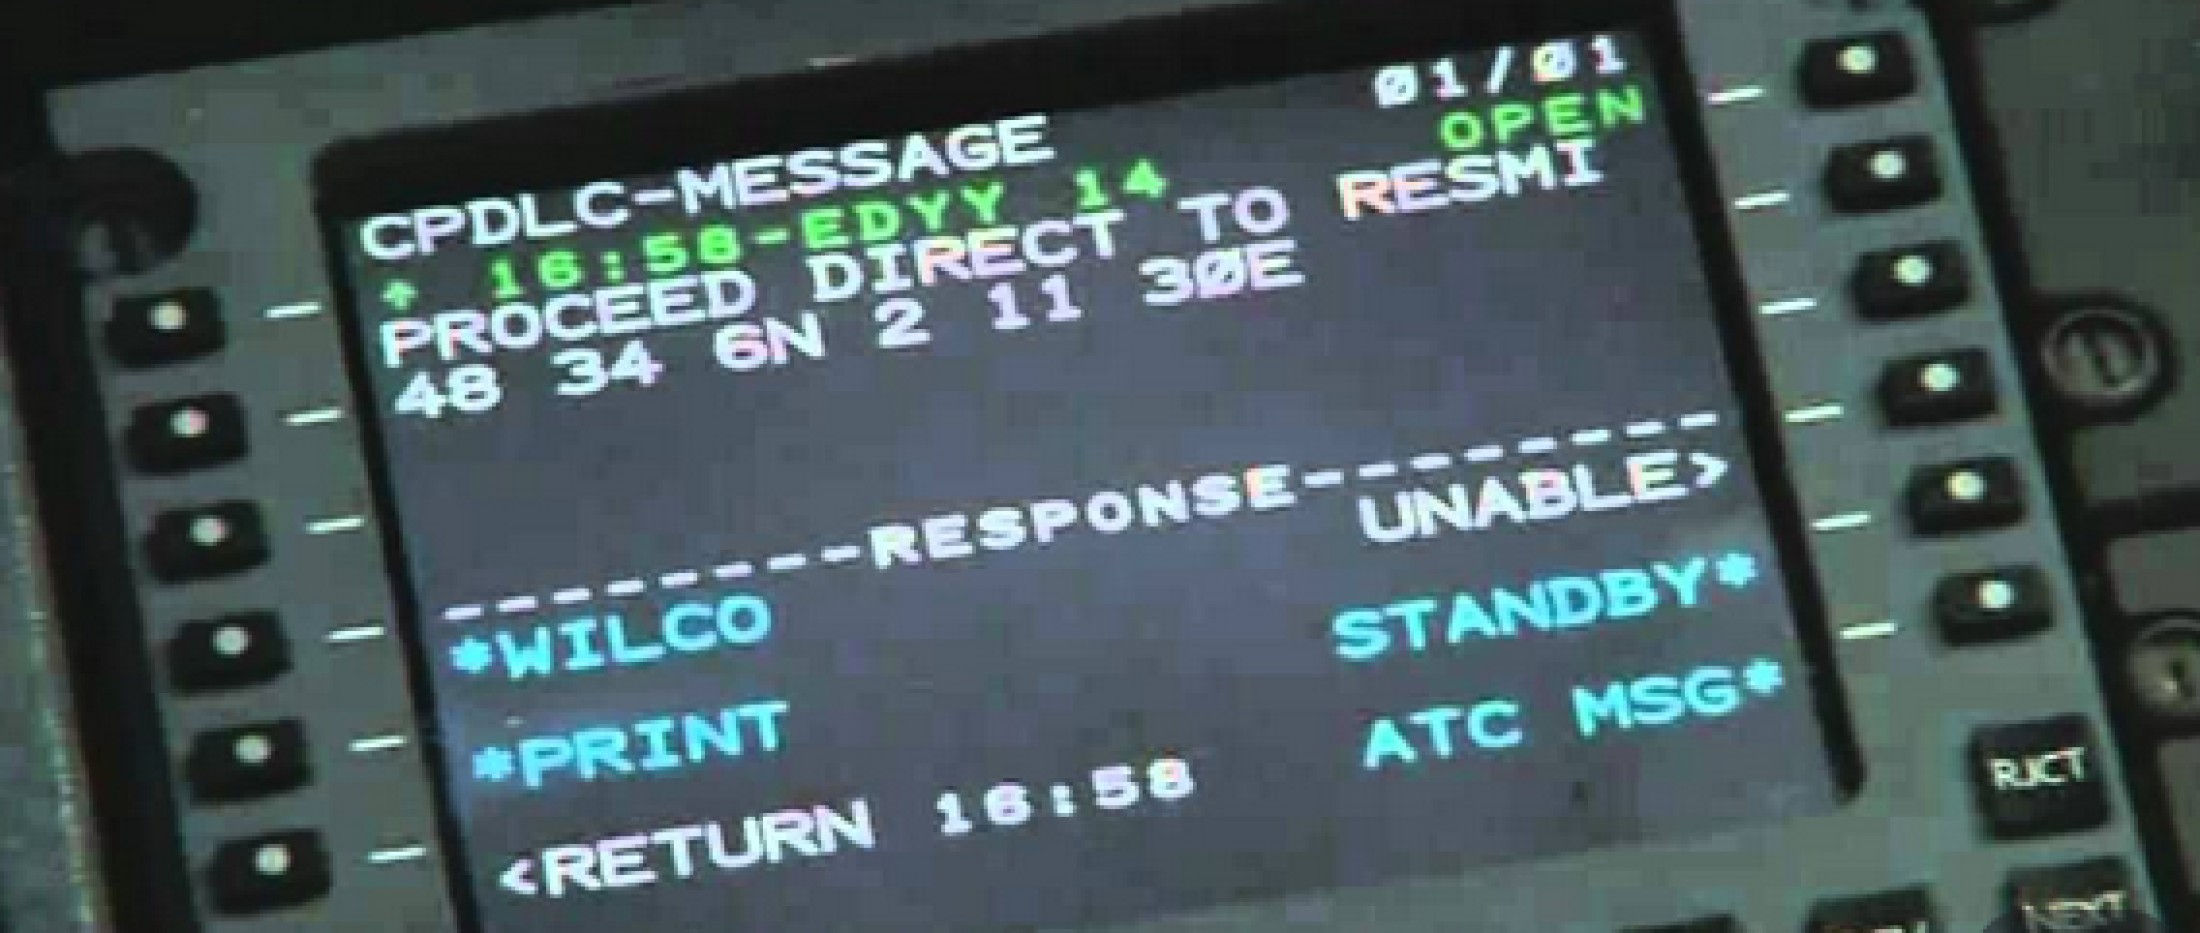 01/01
CPDLC-MESSAGE
↑ 16:58-EDYY 14 OPEN
PROCEED DIRECT TO RESMI
48 34 6N 2 11 30E
--------RESPONSE--------
UNABLE>
*WILCO STANDBY*
*PRINT ATC MSG*
<RETURN 16:58
RJCT
NEXT